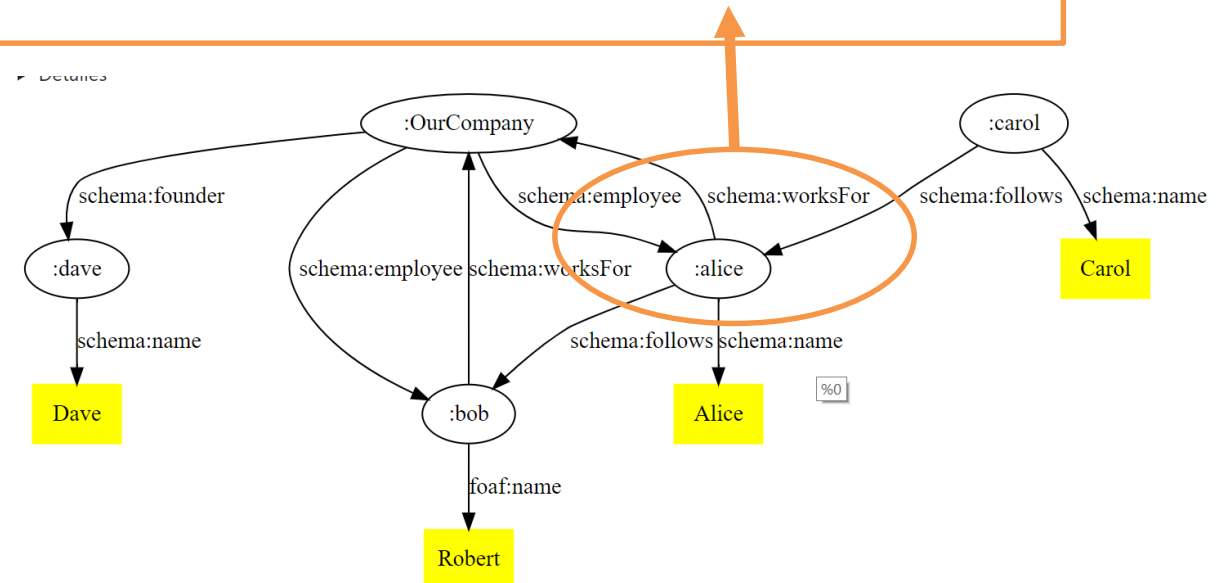 :OurCompany :carol
schema:founder schema:employee schema:worksFor schema:follows schema:name
:dave schema:employee schema:worksFor :alice Carol
schema:name schema:follows schema:name
Dave :bob Alice %0
foaf:name
Robert